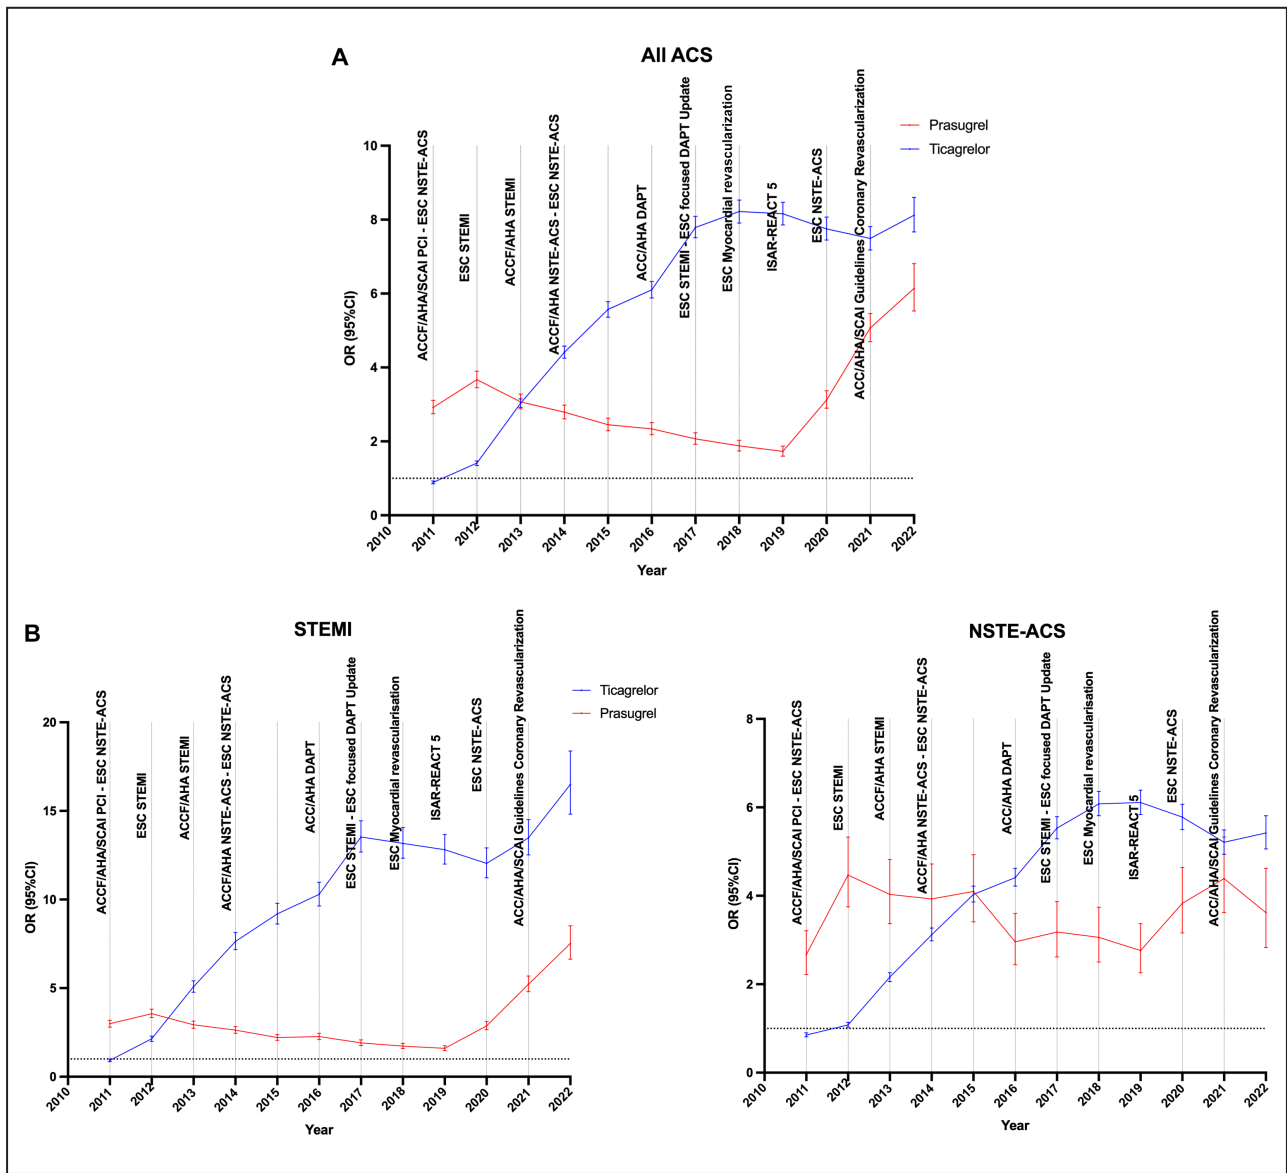 A
All ACS
ACCF/AHA/SCAI PCI - ESC NSTE-ACS
ESC STEMI
ACCF/AHA STEMI
ACCF/AHA NSTE-ACS - ESC NSTE-ACS
ACC/AHA DAPT
ESC STEMI - ESC focused DAPT Update
ESC Myocardial revascularization
ISAR-REACT 5
ESC NSTE-ACS
ACC/AHA/SCAI Guidelines Coronary Revascularization
Prasugrel
Ticagrelor
OR (95%CI)
10
8
6
4
2
0
2010 2011 2012 2013 2014 2015 2016 2017 2018 2019 2020 2021 2022
Year
B
STEMI
ACCF/AHA/SCAI PCI - ESC NSTE-ACS
ESC STEMI
ACCF/AHA STEMI
ACCF/AHA NSTE-ACS - ESC NSTE-ACS
ACC/AHA DAPT
ESC STEMI - ESC focused DAPT Update
ESC Myocardial revascularisation
ISAR-REACT 5
ESC NSTE-ACS
ACC/AHA/SCAI Guidelines Coronary Revascularization
Ticagrelor
Prasugrel
OR (95%CI)
20
15
10
5
0
2010 2011 2012 2013 2014 2015 2016 2017 2018 2019 2020 2021 2022
Year
NSTE-ACS
ACCF/AHA/SCAI PCI - ESC NSTE-ACS
ESC STEMI
ACCF/AHA STEMI
ACCF/AHA NSTE-ACS - ESC NSTE-ACS
ACC/AHA DAPT
ESC STEMI - ESC focused DAPT Update
ESC Myocardial revascularisation
ISAR-REACT 5
ESC NSTE-ACS
ACC/AHA/SCAI Guidelines Coronary Revascularization
OR (95%CI)
8
6
4
2
0
2010 2011 2012 2013 2014 2015 2016 2017 2018 2019 2020 2021 2022
Year